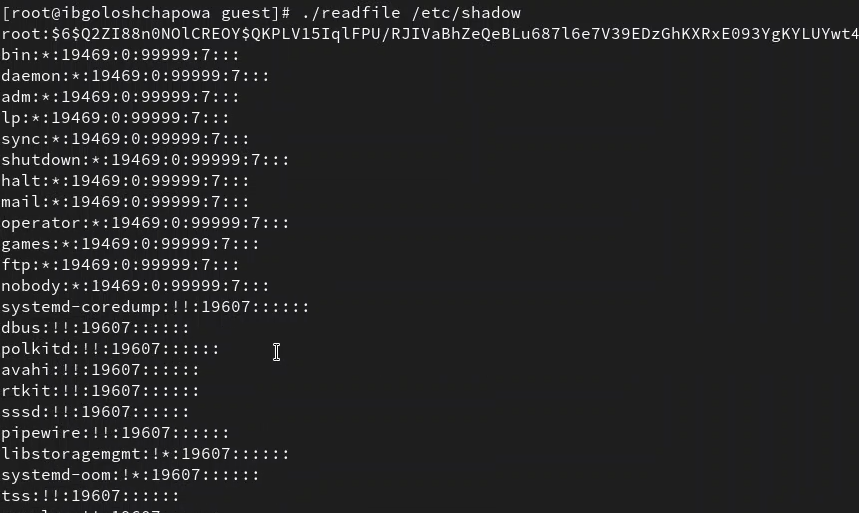 [root@ibgoloshchapowa guest]# ./readfile /etc/shadow
root:$6$Q2ZI88n0NOlCREOY$QKPLV15IqlFPU/RJIVaBhZeQeBLu687l6e7V39EDzGhKXRxE093YgKYLUYwt4
bin:*:19469:0:99999:7:::
daemon:*:19469:0:99999:7:::
adm:*:19469:0:99999:7:::
lp:*:19469:0:99999:7:::
sync:*:19469:0:99999:7:::
shutdown:*:19469:0:99999:7:::
halt:*:19469:0:99999:7:::
mail:*:19469:0:99999:7:::
operator:*:19469:0:99999:7:::
games:*:19469:0:99999:7:::
ftp:*:19469:0:99999:7:::
nobody:*:19469:0:99999:7:::
systemd-coredump:!!:19607::::::
dbus:!!:19607::::::
polkitd:!!:19607::::::
avahi:!!:19607::::::
rtkit:!!:19607::::::
sssd:!!:19607::::::
pipewire:!!:19607::::::
libstoragemgmt:!*:19607::::::
systemd-oom:!*:19607::::::
tss:!!:19607::::::